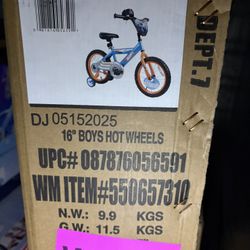 DEPT.7
DJ 05152025
16" BOYS HOT WHEELS
UPC# 087876056591
WM ITEM#550657310
N.W.: 9.9 KGS
G.W.: 11.5 KGS